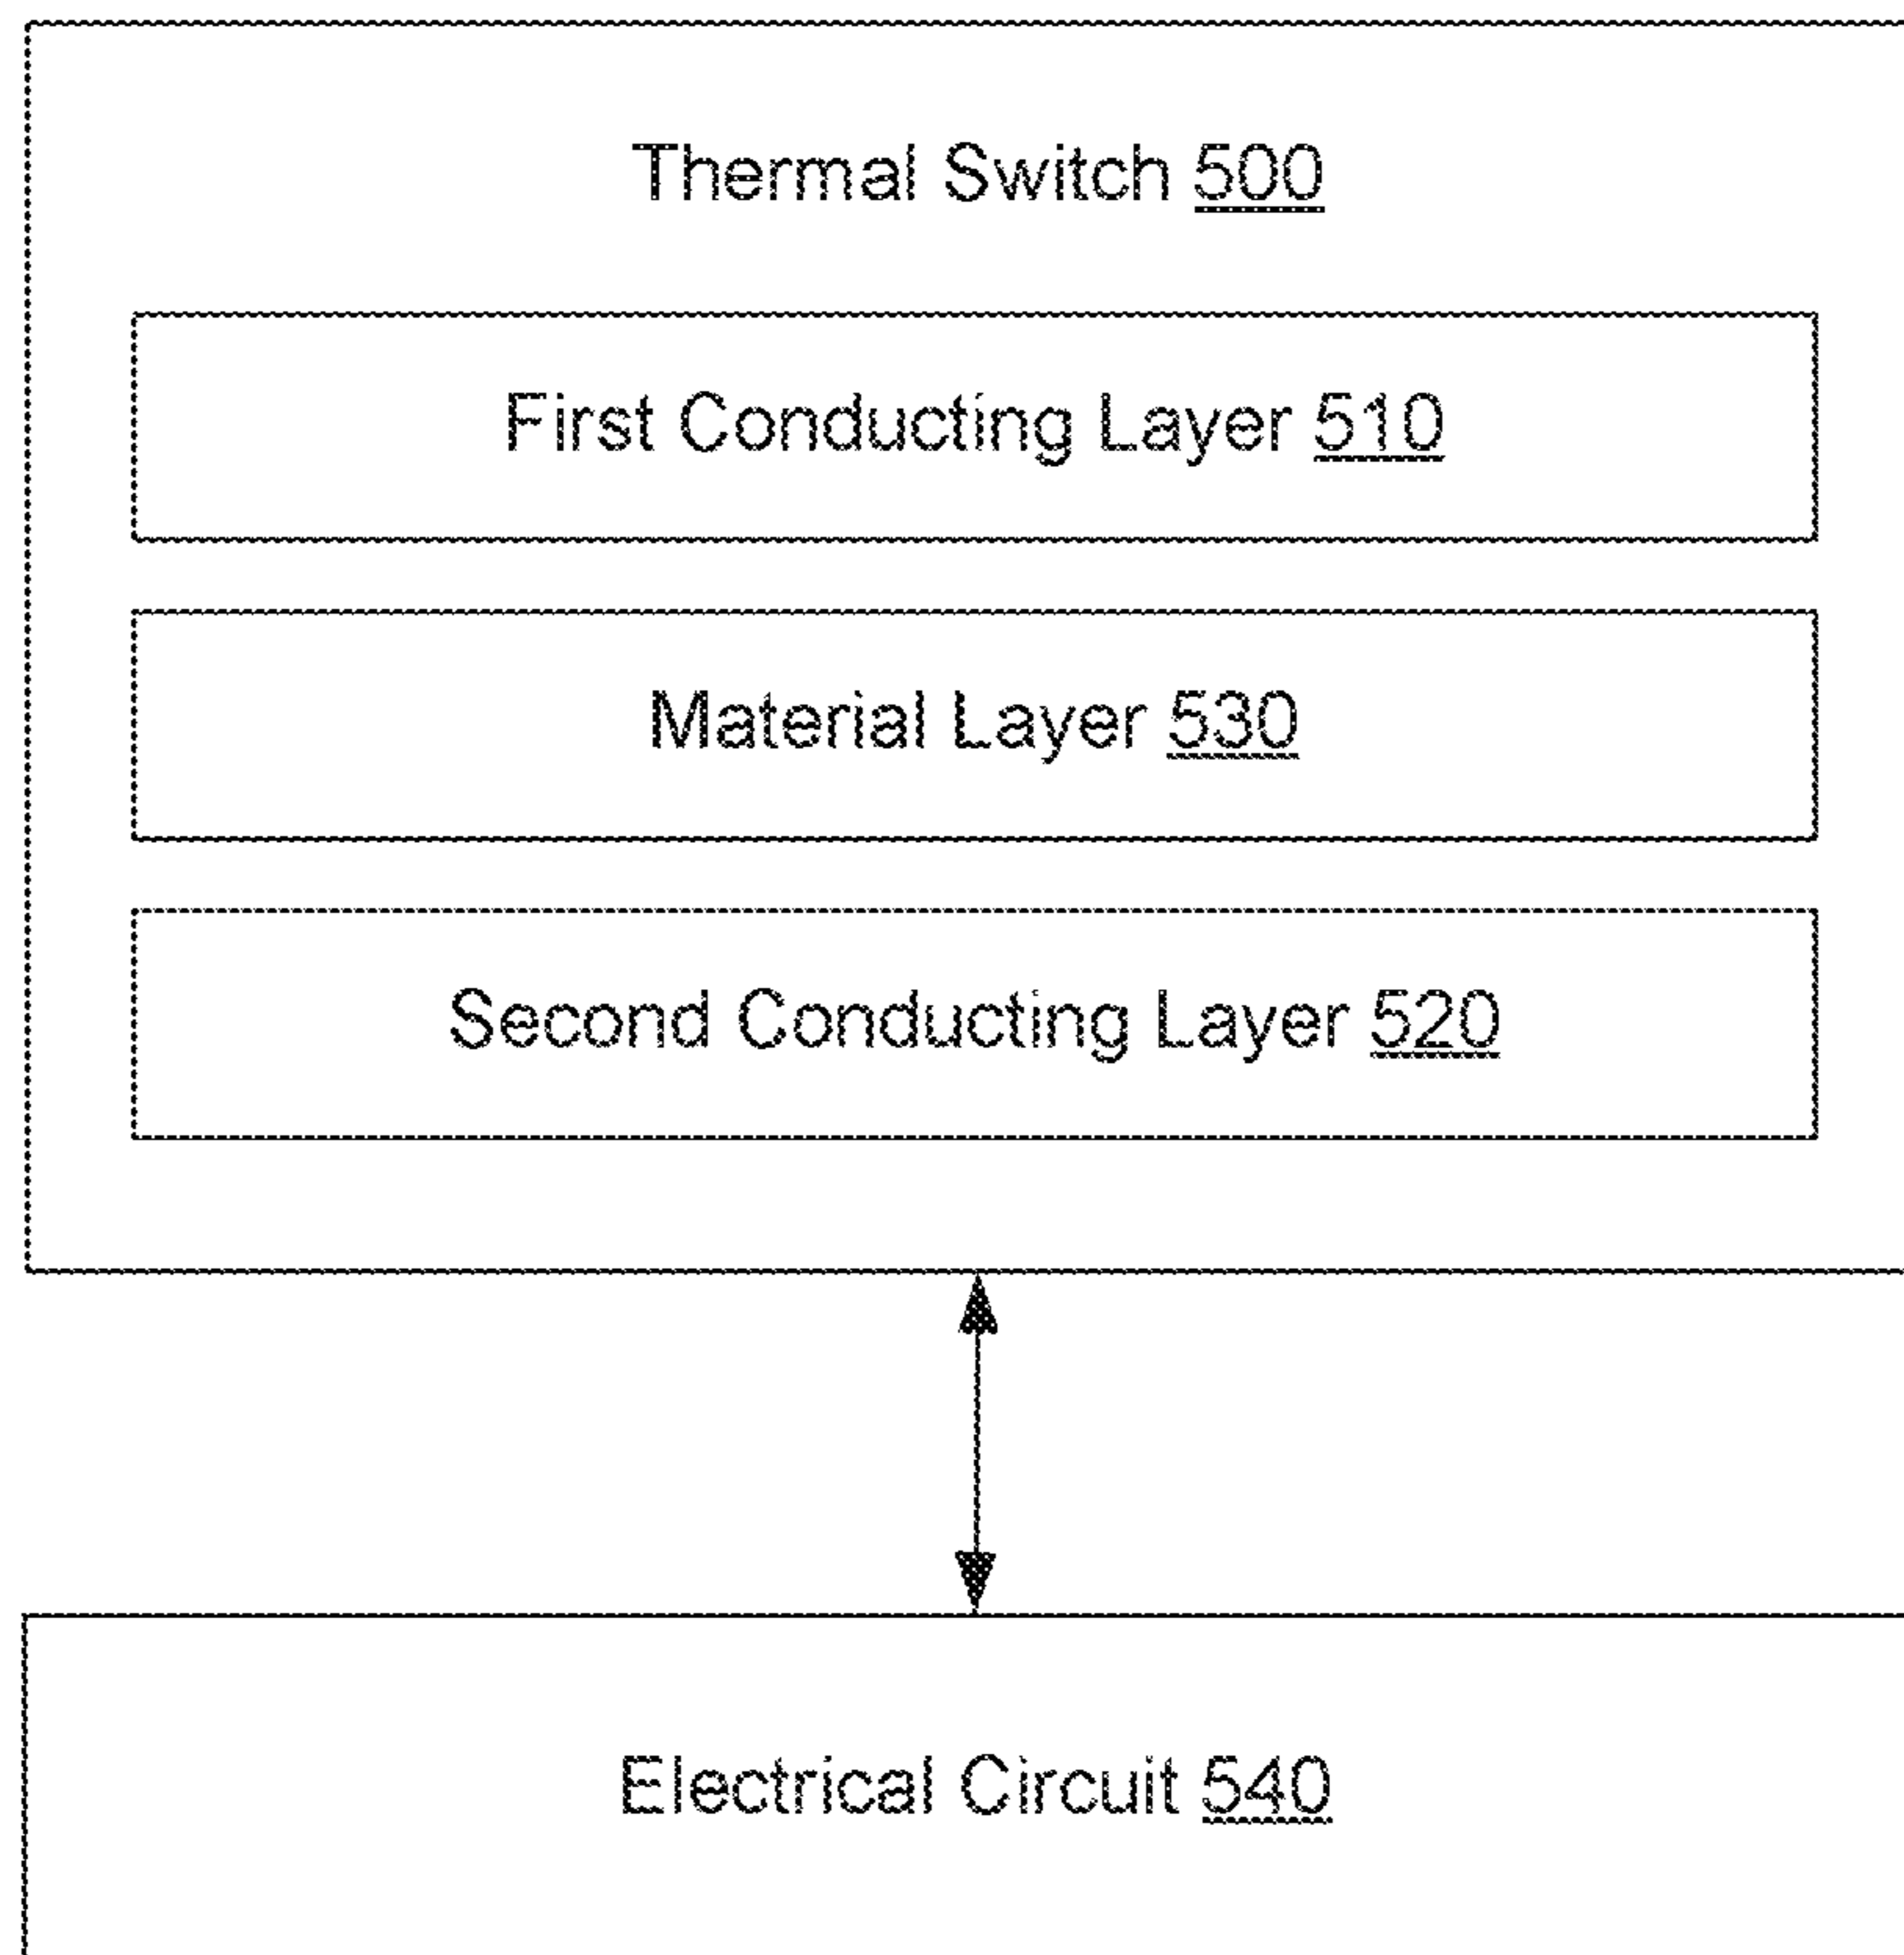 Thermal Switch 500
First Conducting Layer 510
Material Layer 530
Second Conducting Layer 520
Electrical Circuit 540